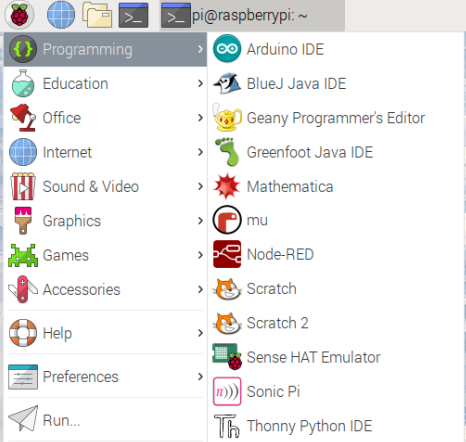 pi@raspberrypi: ~
Programming
Education
Office
Internet
Sound & Video
Graphics
Games
Accessories
Help
Preferences
Run...
Arduino IDE
BlueJ Java IDE
Geany Programmer's Editor
Greenfoot Java IDE
Mathematica
mu
Node-RED
Scratch
Scratch 2
Sense HAT Emulator
Sonic Pi
Thonny Python IDE